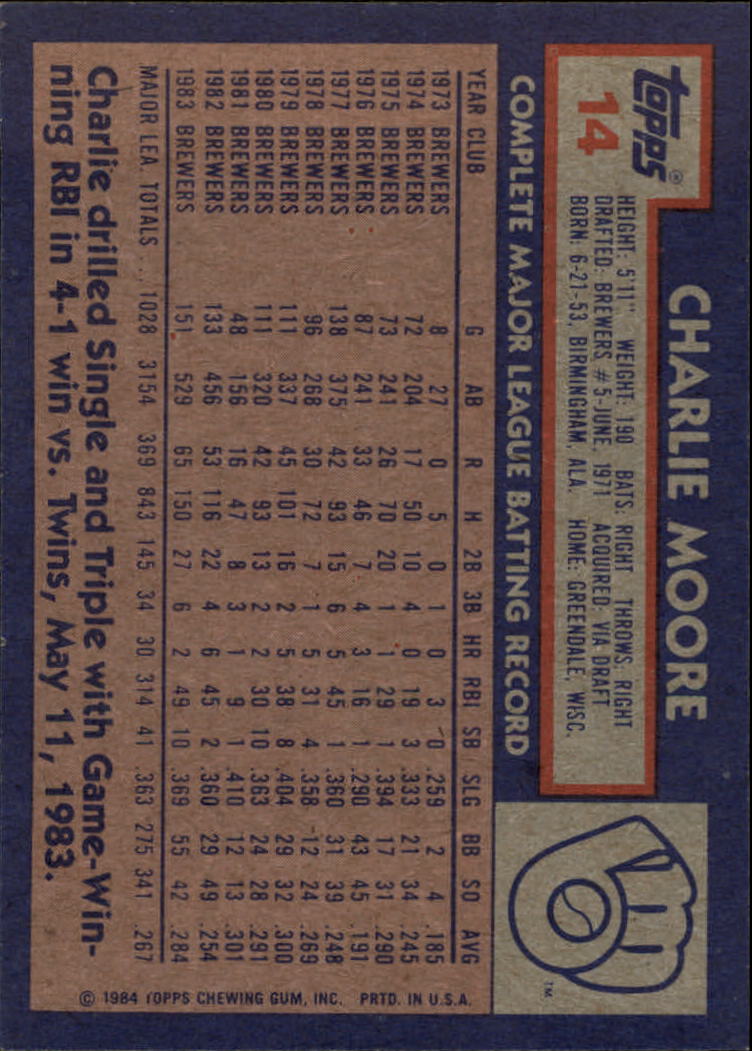 CHARLIE MOORE
Topps®
14
HEIGHT: 5'11" WEIGHT: 190 BATS: RIGHT THROWS: RIGHT
DRAFTED: BREWERS #5-JUNE, 1971 ACQUIRED: VIA DRAFT
BORN: 6-21-53, BIRMINGHAM, ALA. HOME: GREENDALE, WISC.
TM
COMPLETE MAJOR LEAGUE BATTING RECORD
YEAR CLUB G AB R H 2B 3B HR RBI SB SLG BB SO AVG
1973 BREWERS 8 27 0 5 0 1 0 3 0 .259 2 4 .185
1974 BREWERS 72 204 17 50 10 4 0 19 3 .333 21 34 .245
1975 BREWERS 73 241 26 70 20 1 1 29 1 .394 17 31 .290
1976 BREWERS 87 241 33 46 7 4 3 16 1 .290 43 45 .191
1977 BREWERS 138 375 42 93 15 6 5 45 1 .360 31 39 .248
1978 BREWERS 96 268 30 72 7 1 5 31 4 .358 12 24 .269
1979 BREWERS 111 337 45 101 16 2 5 38 8 .404 29 32 .300
1980 BREWERS 111 320 42 93 13 2 2 30 10 .363 24 28 .291
1981 BREWERS 48 156 16 47 8 3 1 9 1 .410 12 13 .301
1982 BREWERS 133 456 53 116 22 4 6 45 2 .360 29 49 .254
1983 BREWERS 151 529 65 150 27 6 2 49 10 .369 55 42 .284
MAJOR LEA. TOTALS .. 1028 3154 369 843 145 34 30 314 41 .363 275 341 .267
Charlie drilled Single and Triple with Game-Win-
ning RBI in 4-1 win vs. Twins, May 11, 1983.
© 1984 TOPPS CHEWING GUM, INC. PRTD. IN U.S.A.